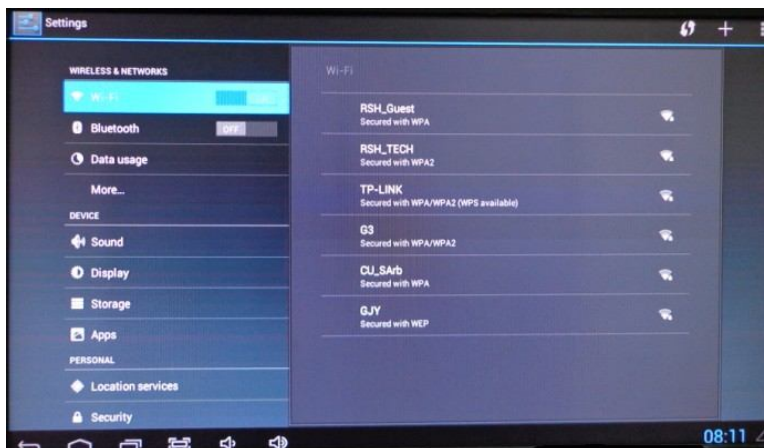 Settings
WIRELESS & NETWORKS
Wi-Fi
Bluetooth OFF
Data usage
More...
DEVICE
Sound
Display
Storage
Apps
PERSONAL
Location services
Security
Wi-Fi
RSH_Guest
Secured with WPA
RSH_TECH
Secured with WPA2
TP-LINK
Secured with WPA/WPA2 (WPS available)
G3
Secured with WPA/WPA2
CU_SArb
Secured with WPA
GJY
Secured with WEP
08:11